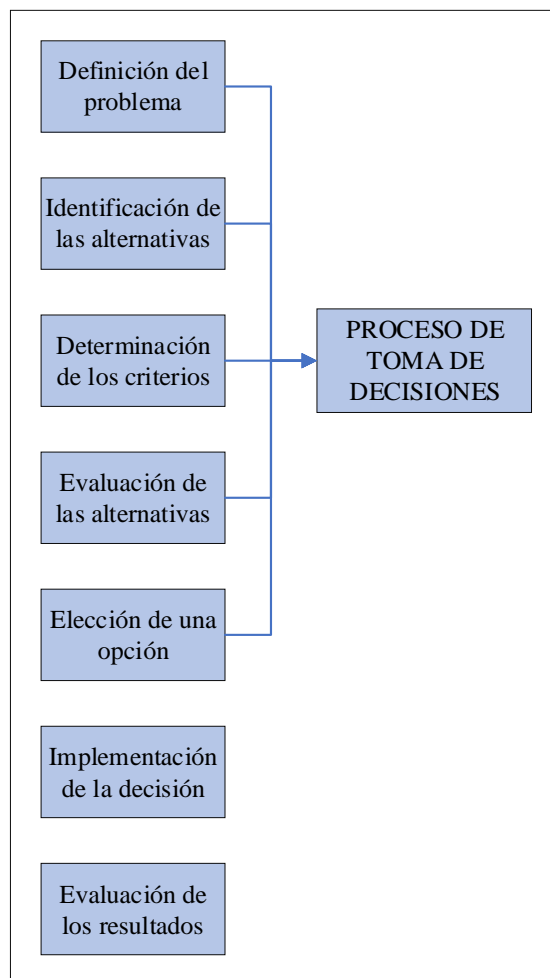 Definición del
problema
Identificación de
las alternativas
Determinación
de los criterios
PROCESO DE
TOMA DE
DECISIONES
Evaluación de
las alternativas
Elección de una
opción
Implementación
de la decisión
Evaluación de
los resultados